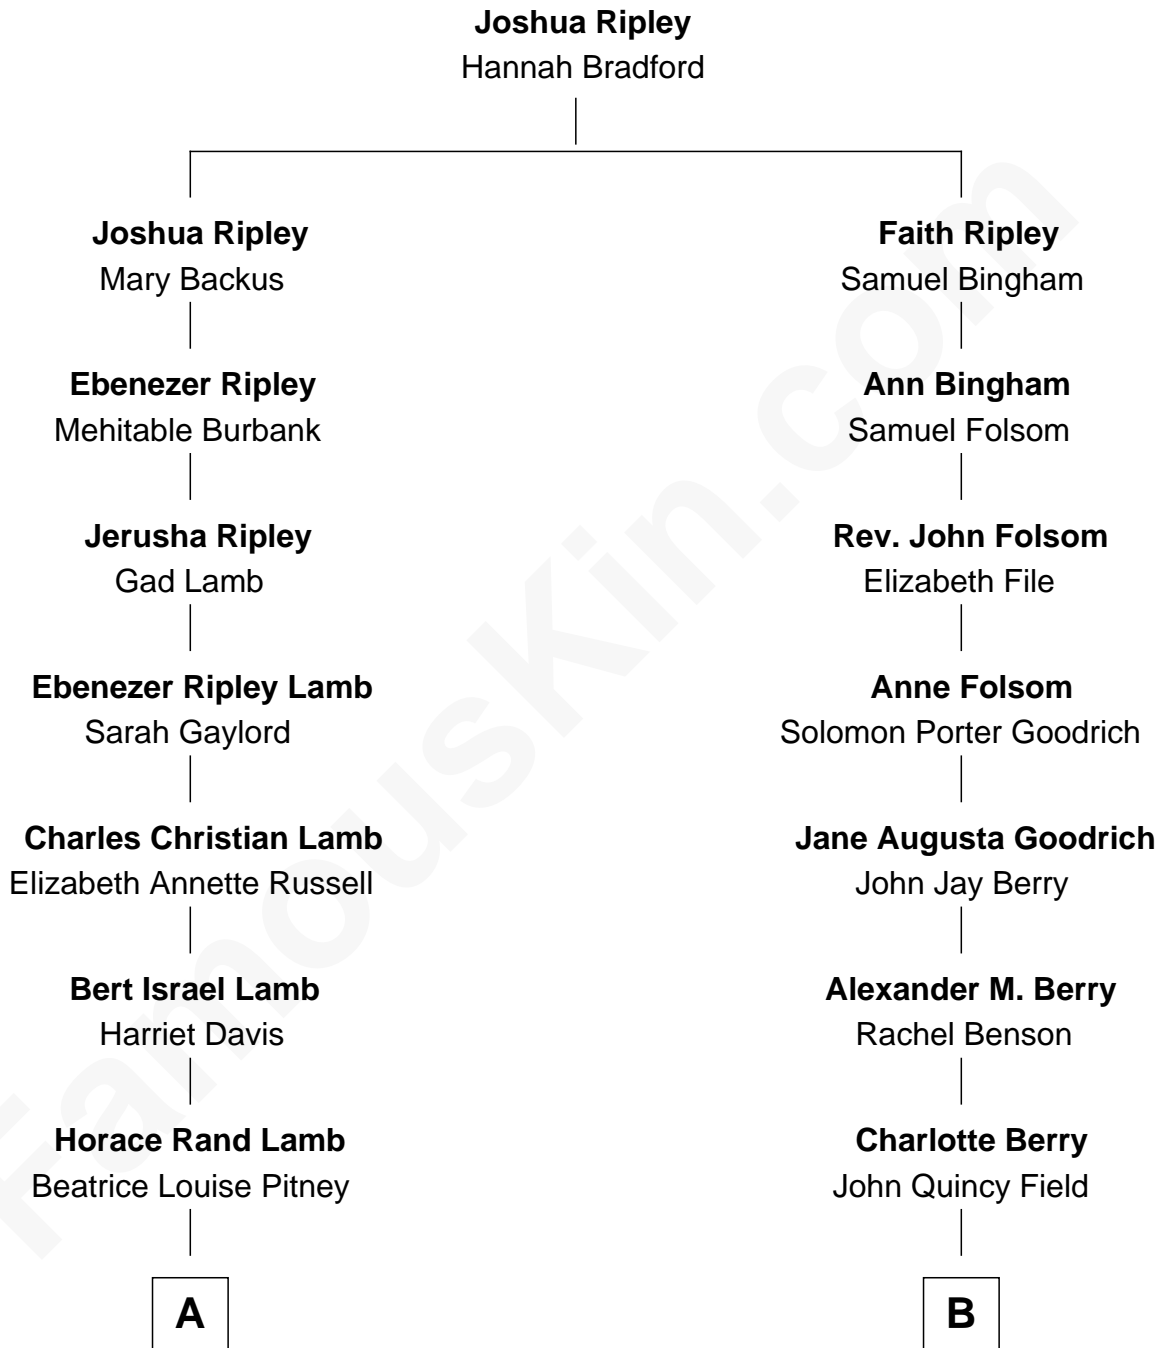 Joshua Ripley
Hannah Bradford
Joshua Ripley
Mary Backus
Ebenezer Ripley
Mehitable Burbank
Jerusha Ripley
Gad Lamb
Ebenezer Ripley Lamb
Sarah Gaylord
Charles Christian Lamb
Elizabeth Annette Russell
Bert Israel Lamb
Harriet Davis
Horace Rand Lamb
Beatrice Louise Pitney
A
Faith Ripley
Samuel Bingham
Ann Bingham
Samuel Folsom
Rev. John Folsom
Elizabeth File
Anne Folsom
Solomon Porter Goodrich
Jane Augusta Goodrich
John Jay Berry
Alexander M. Berry
Rachel Benson
Charlotte Berry
John Quincy Field
B
FamousKin.com